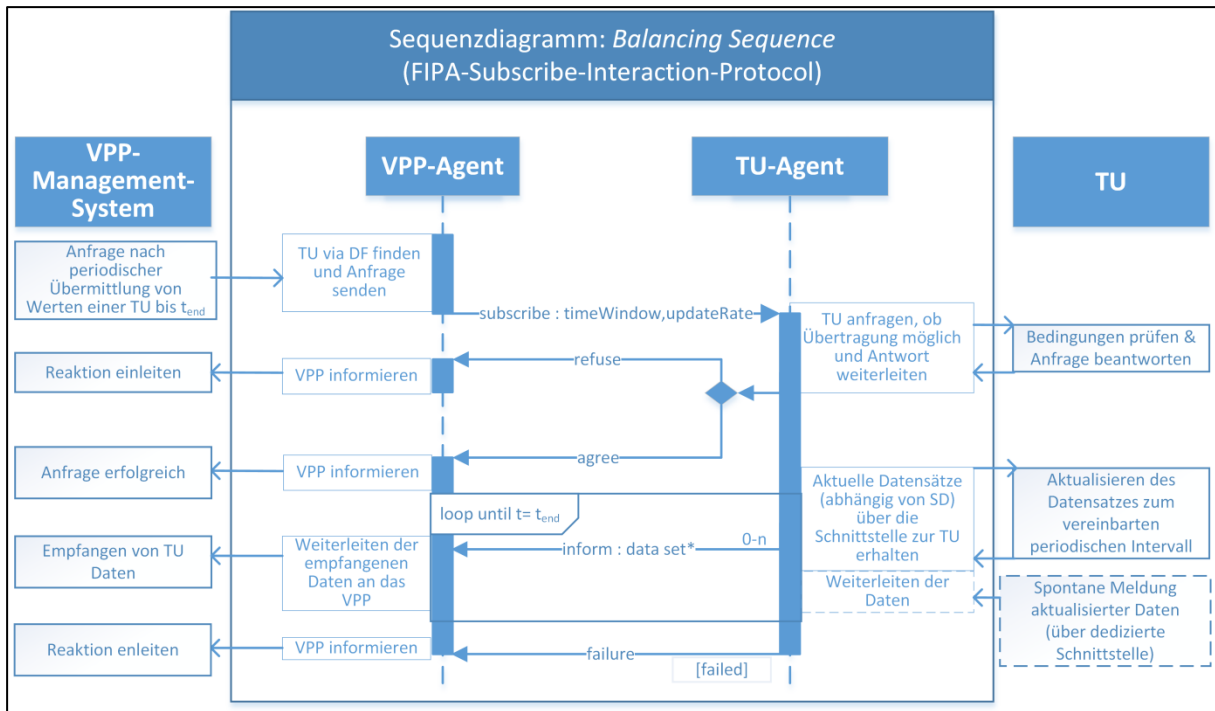 Sequenzdiagramm: Balancing Sequence
(FIPA-Subscribe-Interaction-Protocol)
VPP-
Management-
System
VPP-Agent
TU-Agent
TU
Anfrage nach
periodischer
Übermittlung von
Werten einer TU bis tend
TU via DF finden
und Anfrage
senden
subscribe : timeWindow,updateRate
TU anfragen, ob
Übertragung möglich
und Antwort
weiterleiten
Bedingungen prüfen &
Anfrage beantworten
refuse
Reaktion einleiten
VPP informieren
agree
Anfrage erfolgreich
VPP informieren
Aktuelle Datensätze
(abhängig von SD)
über die
Schnittstelle zur TU
erhalten
Aktualisieren des
Datensatzes zum
vereinbarten
periodischen Intervall
loop until t= tend
inform : data set*
0-n
Empfangen von TU
Daten
Weiterleiten der
empfangenen
Daten an das
VPP
Weiterleiten der
Daten
Spontane Meldung
aktualisierter Daten
(über dedizierte
Schnittstelle)
Reaktion enleiten
VPP informieren
failure
[failed]